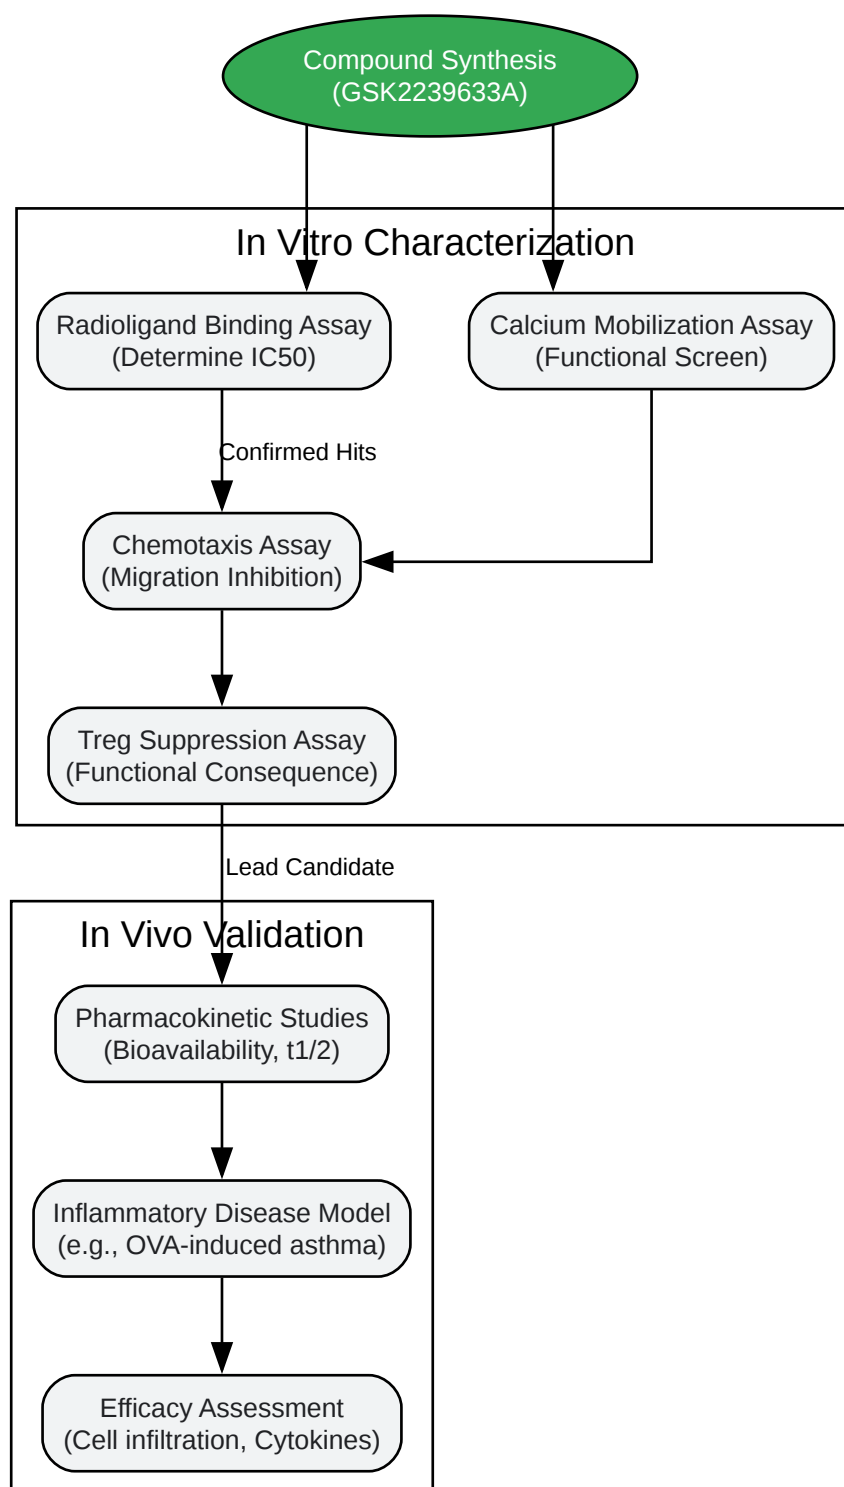 Compound Synthesis
(GSK2239633A)
In Vitro Characterization
Radioligand Binding Assay
(Determine IC50)
Calcium Mobilization Assay
(Functional Screen)
Confirmed Hits
Chemotaxis Assay
(Migration Inhibition)
Treg Suppression Assay
(Functional Consequence)
Lead Candidate
In Vivo Validation
Pharmacokinetic Studies
(Bioavailability, t1/2)
Inflammatory Disease Model
(e.g., OVA-induced asthma)
Efficacy Assessment
(Cell infiltration, Cytokines)